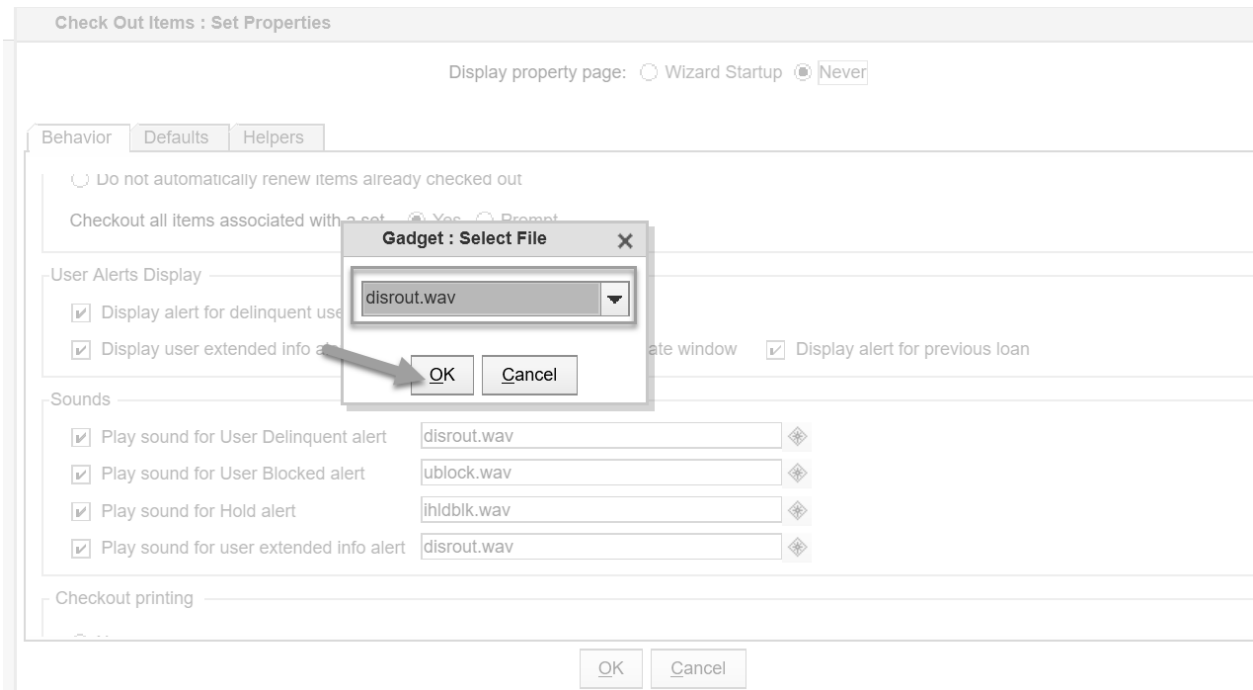 Check Out Items : Set Properties
Display property page: Wizard Startup Never
Behavior Defaults Helpers
Do not automatically renew items already checked out
Checkout all items associated with a set Yes Prompt
Gadget : Select File
disrout.wav
OK Cancel
User Alerts Display
Display alert for delinquent use
Display user extended info ate window Display alert for previous loan
Sounds
Play sound for User Delinquent alert disrout.wav
Play sound for User Blocked alert ublock.wav
Play sound for Hold alert ihldblk.wav
Play sound for user extended info alert disrout.wav
Checkout printing
OK Cancel